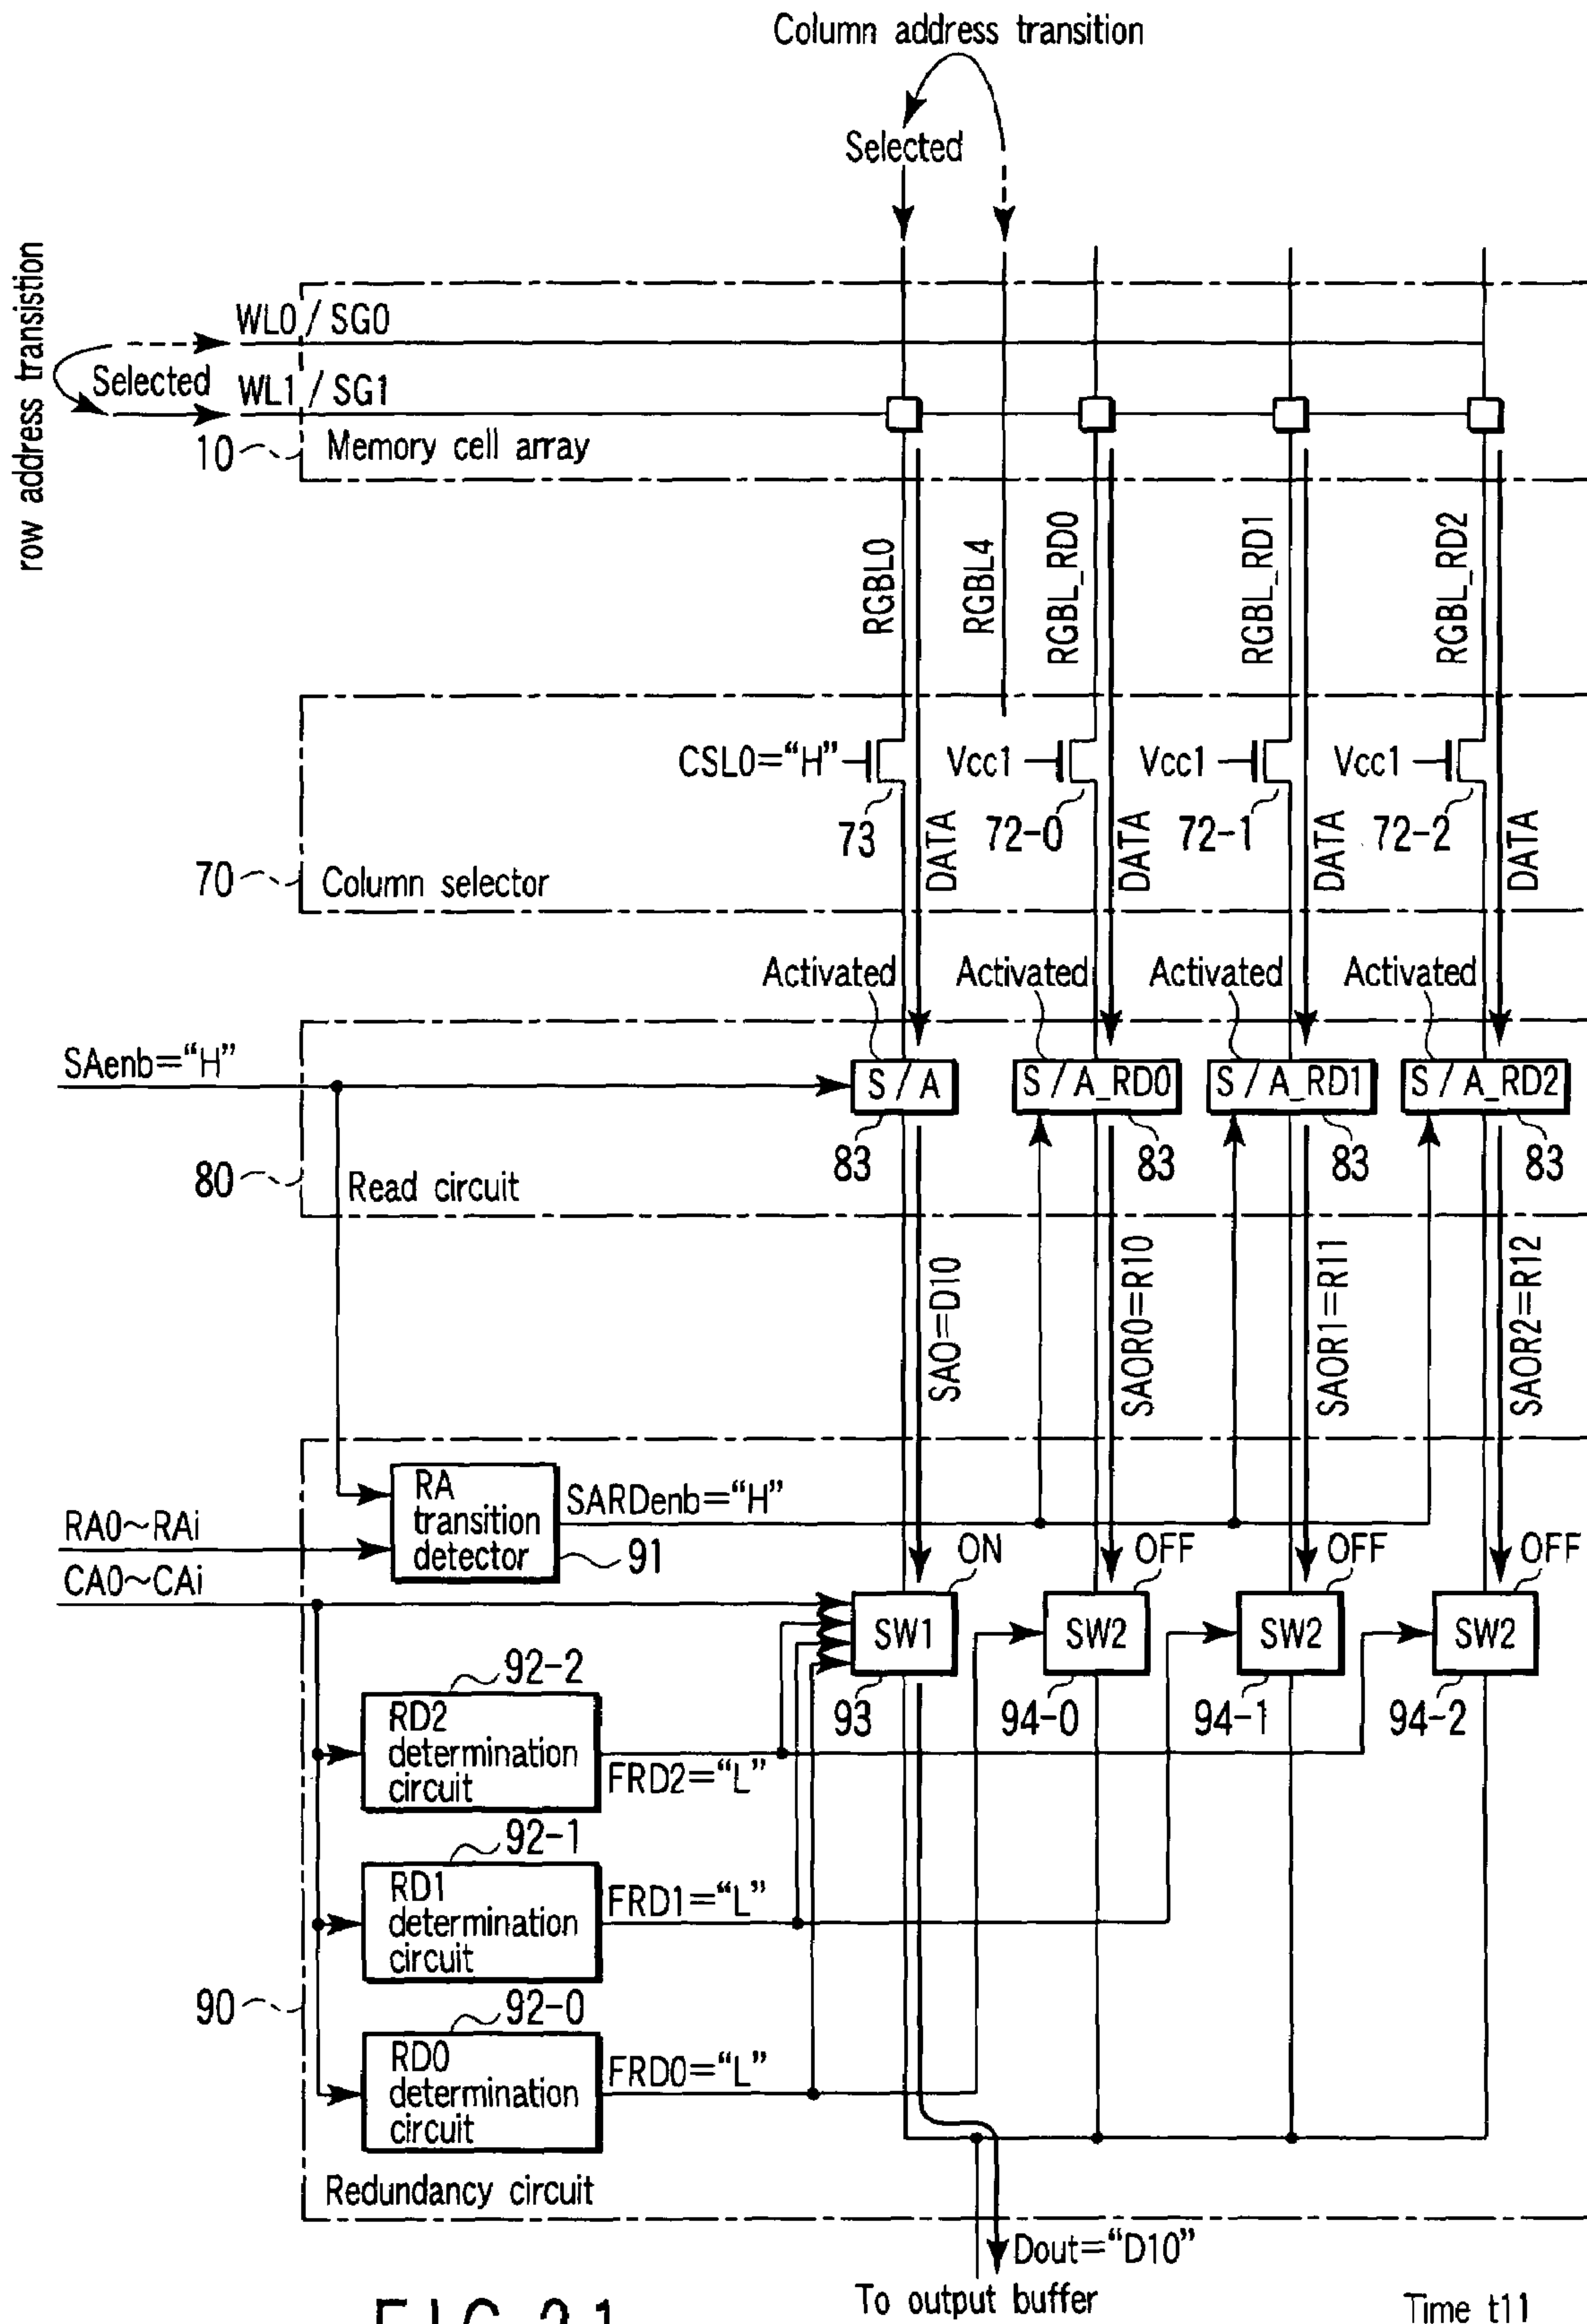 Column address transition
Selected
row address transistion
WL0 / SG0
Selected
WL1 / SG1
10
Memory cell array
RGBL0
RGBL4
RGBL_RD0
RGBL_RD1
RGBL_RD2
CSL0="H"
Vcc1
Vcc1
Vcc1
73
72-0
72-1
72-2
DATA
DATA
DATA
DATA
70
Column selector
Activated
Activated
Activated
Activated
SAenb="H"
S / A
S / A_RD0
S / A_RD1
S / A_RD2
83
83
83
83
80
Read circuit
SAO=D10
SAOR0=R10
SAOR1=R11
SAOR2=R12
RA
transition
detector
SARDenb="H"
91
RA0~RAi
CA0~CAi
ON
OFF
OFF
OFF
SW1
SW2
SW2
SW2
93
94-0
94-1
94-2
92-2
RD2
determination
circuit
FRD2="L"
92-1
RD1
determination
circuit
FRD1="L"
90
92-0
RD0
determination
circuit
FRD0="L"
Redundancy circuit
Dout="D10"
To output buffer
FIG. 21
Time t11